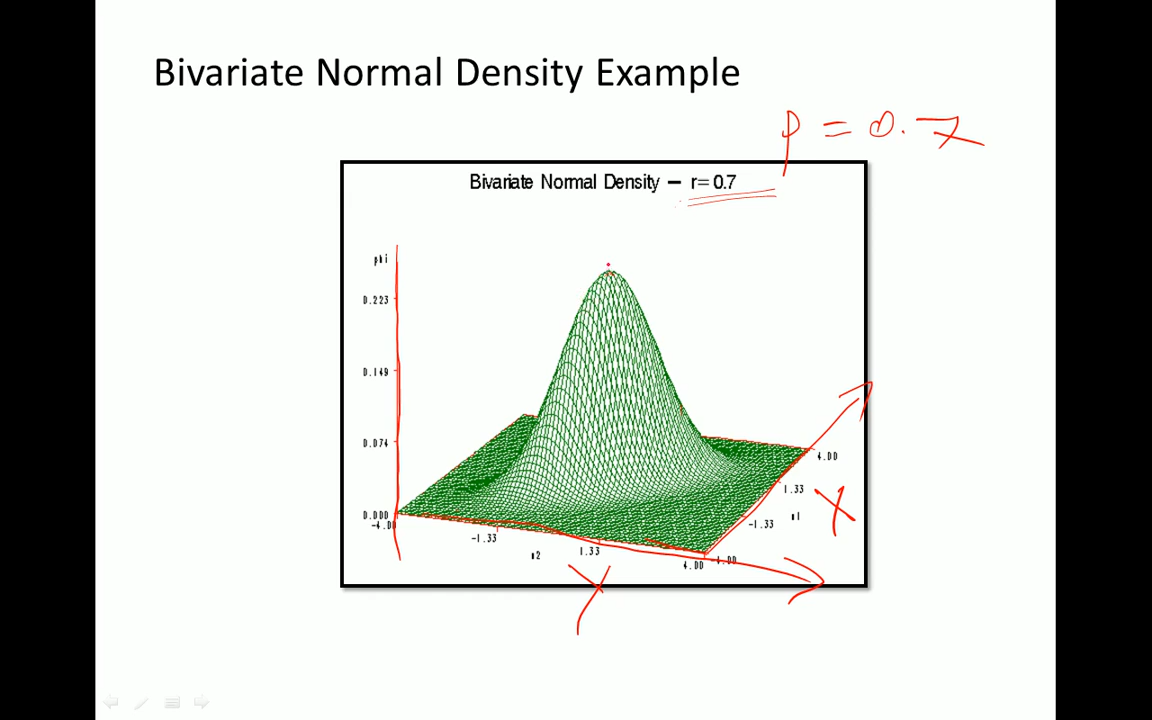 Bivariate Normal Density Example
ρ = 0.7
Bivariate Normal Density — r= 0.7
phi
0.223
0.149
0.074
0.000
-4.00
-1.33
x2
1.33
4.00
-4.00
-1.33
x1
1.33
4.00
X
Y